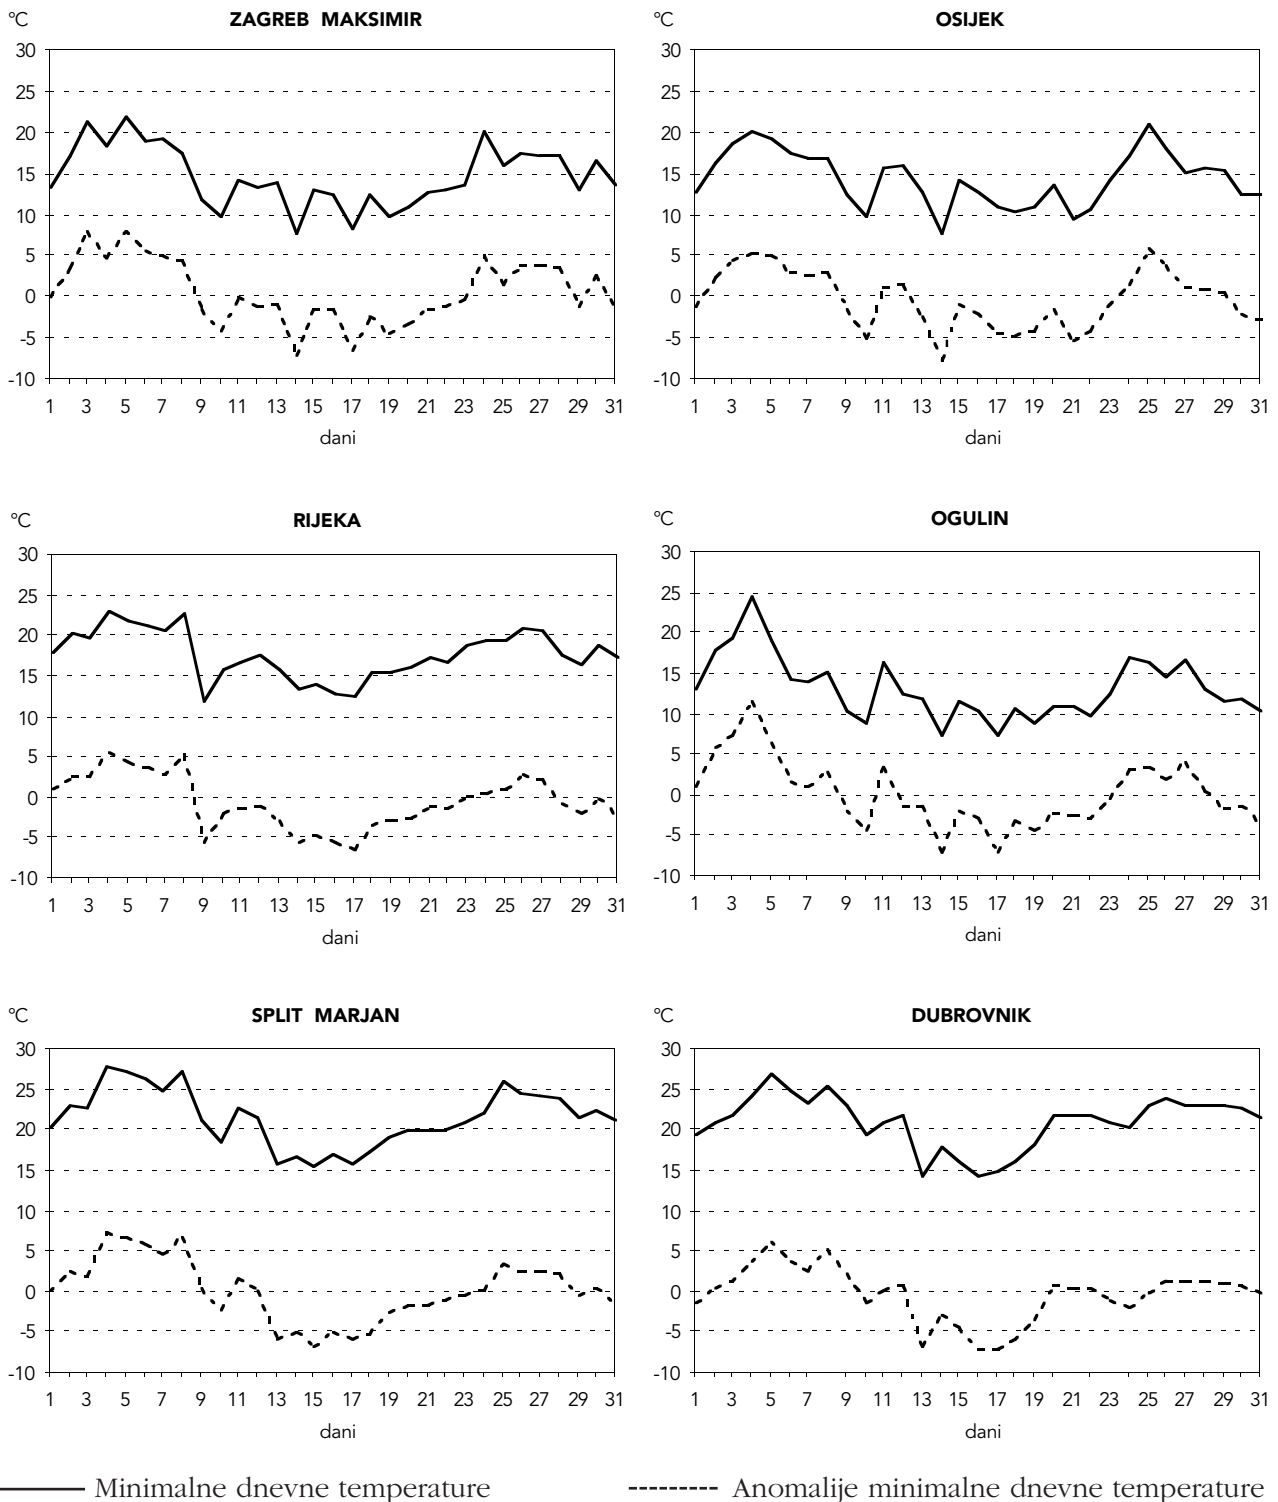 °C ZAGREB MAKSIMIR
30
25
20
15
10
5
0
-5
-10
1 3 5 7 9 11 13 15 17 19 21 23 25 27 29 31
dani
°C OSIJEK
30
25
20
15
10
5
0
-5
-10
1 3 5 7 9 11 13 15 17 19 21 23 25 27 29 31
dani
°C RIJEKA
30
25
20
15
10
5
0
-5
-10
1 3 5 7 9 11 13 15 17 19 21 23 25 27 29 31
dani
°C OGULIN
30
25
20
15
10
5
0
-5
-10
1 3 5 7 9 11 13 15 17 19 21 23 25 27 29 31
dani
°C SPLIT MARJAN
30
25
20
15
10
5
0
-5
-10
1 3 5 7 9 11 13 15 17 19 21 23 25 27 29 31
dani
°C DUBROVNIK
30
25
20
15
10
5
0
-5
-10
1 3 5 7 9 11 13 15 17 19 21 23 25 27 29 31
dani
Minimalne dnevne temperature Anomalije minimalne dnevne temperature